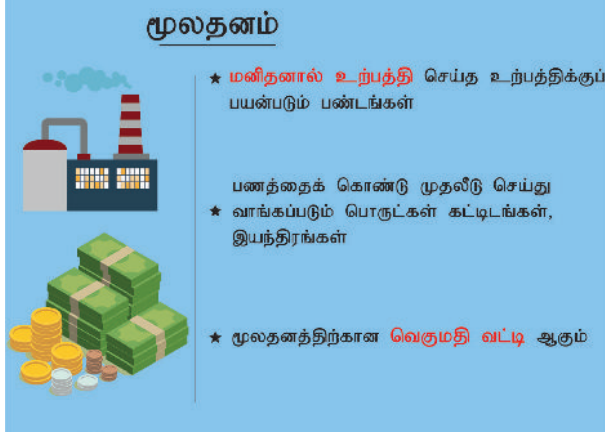 மூலதனம்
★ மனிதனால் உற்பத்தி செய்த உற்பத்திக்குப்
பயன்படும் பண்டங்கள்
பணத்தைக் கொண்டு முதலீடு செய்து
★ வாங்கப்படும் பொருட்கள் கட்டிடங்கள்,
இயந்திரங்கள்
★ மூலதனத்திற்கான வெகுமதி வட்டி ஆகும்